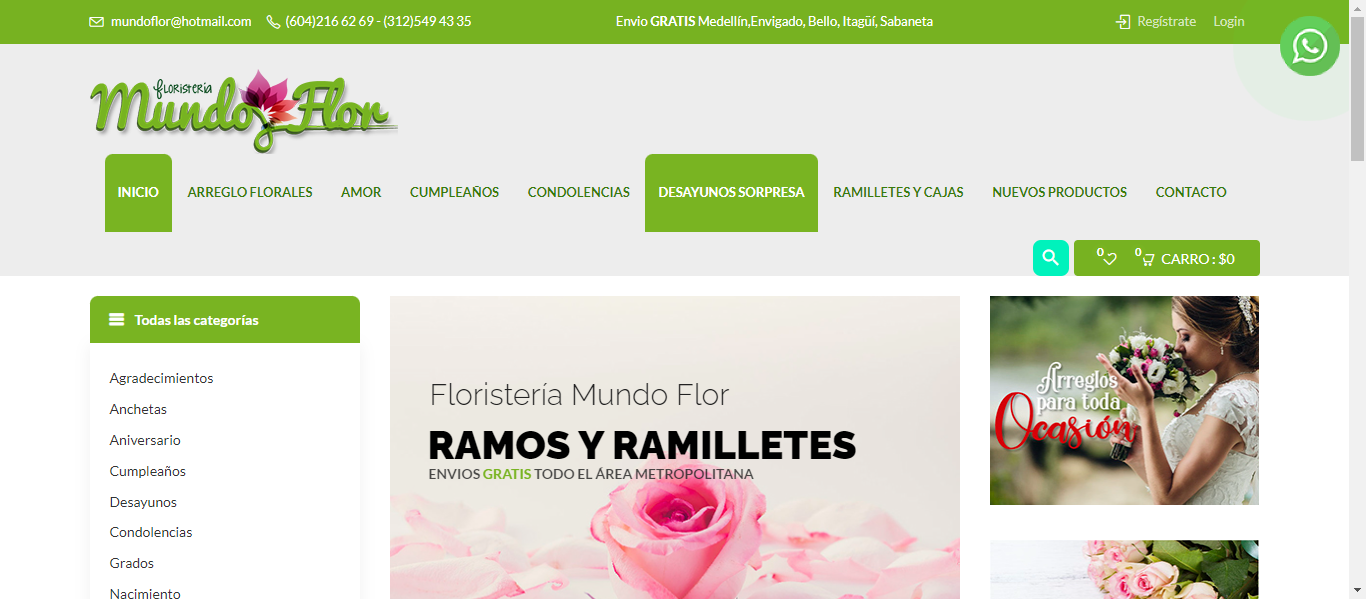 mundoflor@hotmail.com (604)216 62 69 - (312)549 43 35 Envio GRATIS Medellín,Envigado, Bello, Itagüí, Sabaneta Regístrate Login
floristería
Mundo Flor
INICIO ARREGLO FLORALES AMOR CUMPLEAÑOS CONDOLENCIAS DESAYUNOS SORPRESA RAMILLETES Y CAJAS NUEVOS PRODUCTOS CONTACTO
0 0 CARRO : $0
Todas las categorías
Agradecimientos
Anchetas
Aniversario
Cumpleaños
Desayunos
Condolencias
Grados
Nacimiento
Floristería Mundo Flor
RAMOS Y RAMILLETES
ENVIOS GRATIS TODO EL ÁREA METROPOLITANA
Arreglos
para toda
Ocasión